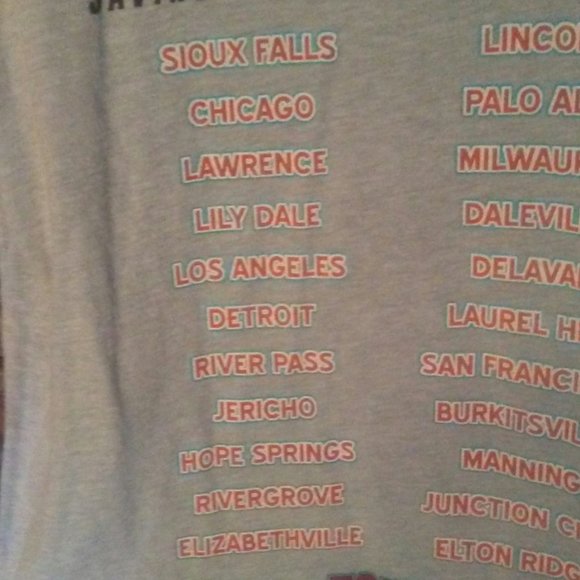 SIOUX FALLS
CHICAGO
LAWRENCE
LILY DALE
LOS ANGELES
DETROIT
RIVER PASS
JERICHO
HOPE SPRINGS
RIVERGROVE
ELIZABETHVILLE
LINCO
PALO A
MILWAU
DALEVIL
DELAVA
LAUREL H
SAN FRANCI
BURKITSVIL
MANNING
JUNCTION C
ELTON RIDG